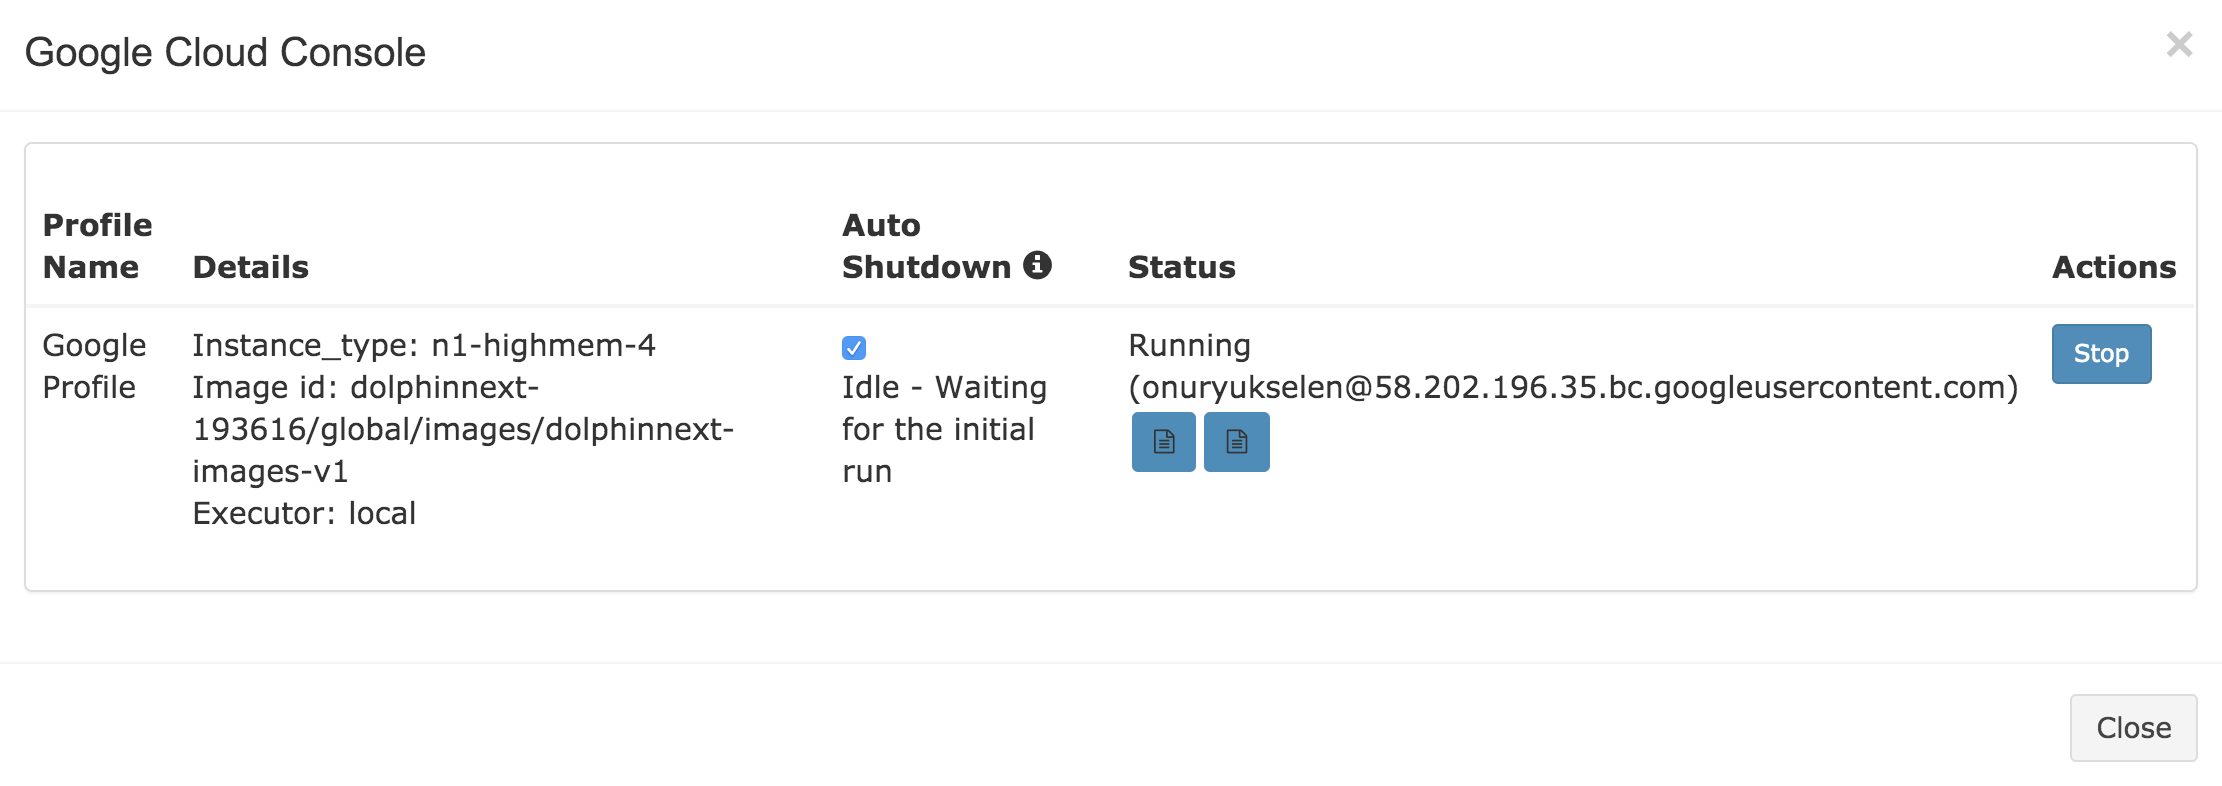 Google Cloud Console
×
Profile
Name
Details
Auto
Shutdown
Status
Actions
Google
Profile
Instance_type: n1-highmem-4
Image id: dolphinnext-
193616/global/images/dolphinnext-
images-v1
Executor: local
Idle - Waiting
for the initial
run
Running
(onuryukselen@58.202.196.35.bc.googleusercontent.com)
Stop
Close